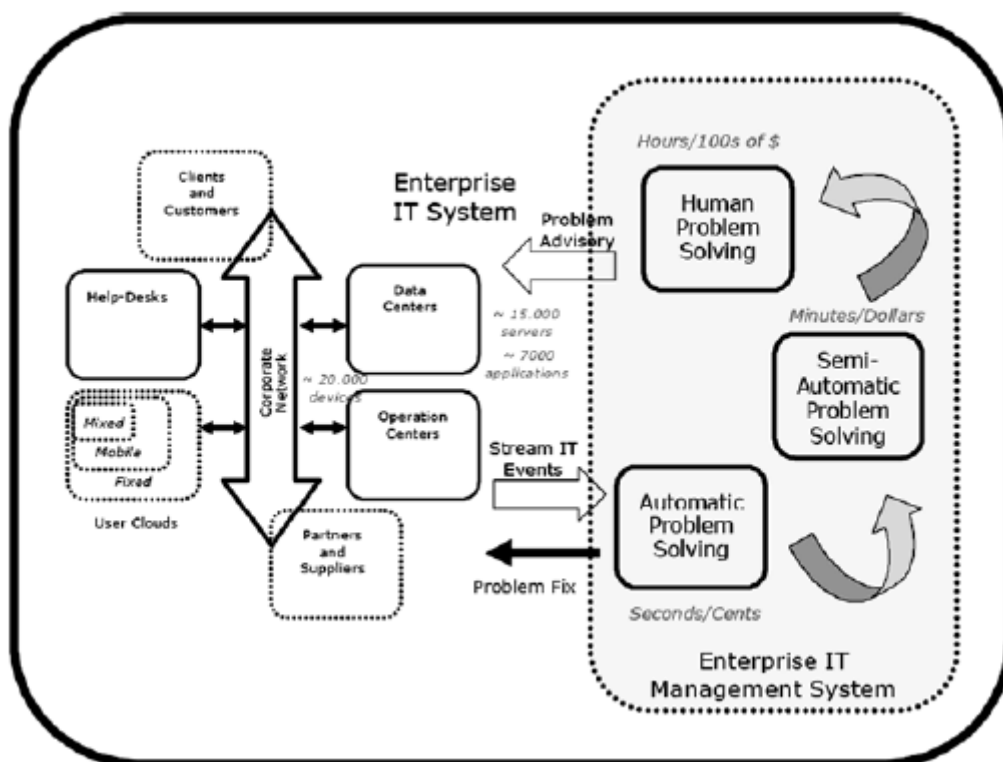 Hours/100s of $
Clients
and
Customers
Enterprise
IT System
Problem
Advisory
Human
Problem
Solving
Help-Desks
Data
Centers
~ 15.000
servers
~ 7000
applications
Minutes/Dollars
Corporate
Network
~ 20.000
devices
Semi-
Automatic
Problem
Solving
Mixed
Mobile
Fixed
User Clouds
Operation
Centers
Stream IT
Events
Automatic
Problem
Solving
Partners
and
Suppliers
Problem Fix
Seconds/Cents
Enterprise IT
Management System